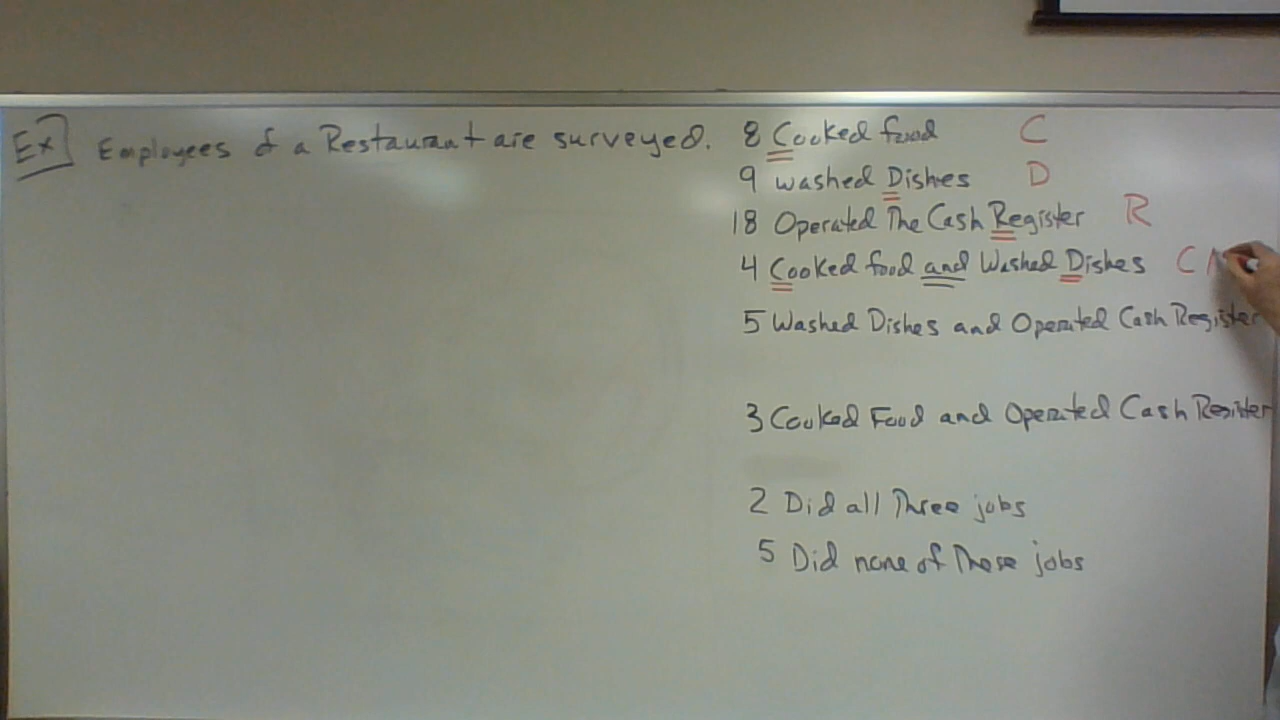 Ex Employees of a Restaurant are surveyed. 8 Cooked food C
9 washed Dishes D
18 Operated The Cash Register R
4 Cooked food and Washed Dishes C ∩
5 Washed Dishes and Operated Cash Register
3 Cooked Food and Operated Cash Register
2 Did all Three jobs
5 Did none of These jobs